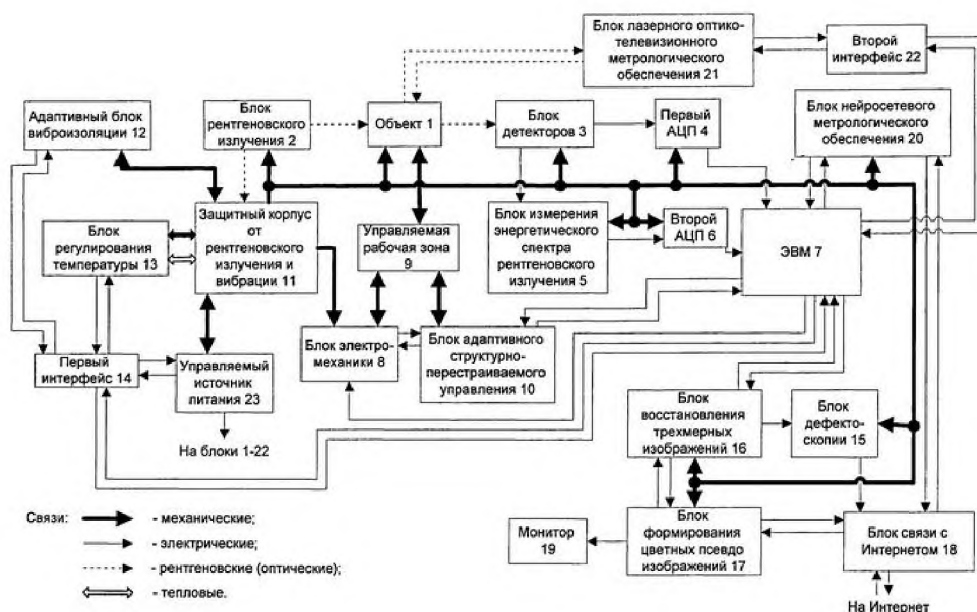 Блок лазерного оптико-
телевизионного
метрологического
обеспечения 21
Второй
интерфейс 22
Адаптивный блок
виброизоляции 12
Блок
рентгеновского
излучения 2
Объект 1
Блок
детекторов 3
Первый
АЦП 4
Блок нейросетевого
метрологического
обеспечения 20
Блок
регулирования
температуры 13
Защитный корпус
от
рентгеновского
излучения и
вибрации 11
Управляемая
рабочая зона
9
Блок измерения
энергетического
спектра
рентгеновского
излучения 5
Второй
АЦП 6
ЭВМ 7
Первый
интерфейс 14
Управляемый
источник
питания 23
Блок электро-
механики 8
Блок адаптивного
структурно-
перестраиваемого
управления 10
На блоки 1-22
Блок
восстановления
трехмерных
изображений 16
Блок
дефекто-
скопии 15
Связи:
- механические;
- электрические;
- рентгеновские (оптические);
- тепловые.
Монитор
19
Блок
формирования
цветных псевдо
изображений 17
Блок связи с
Интернетом 18
На Интернет